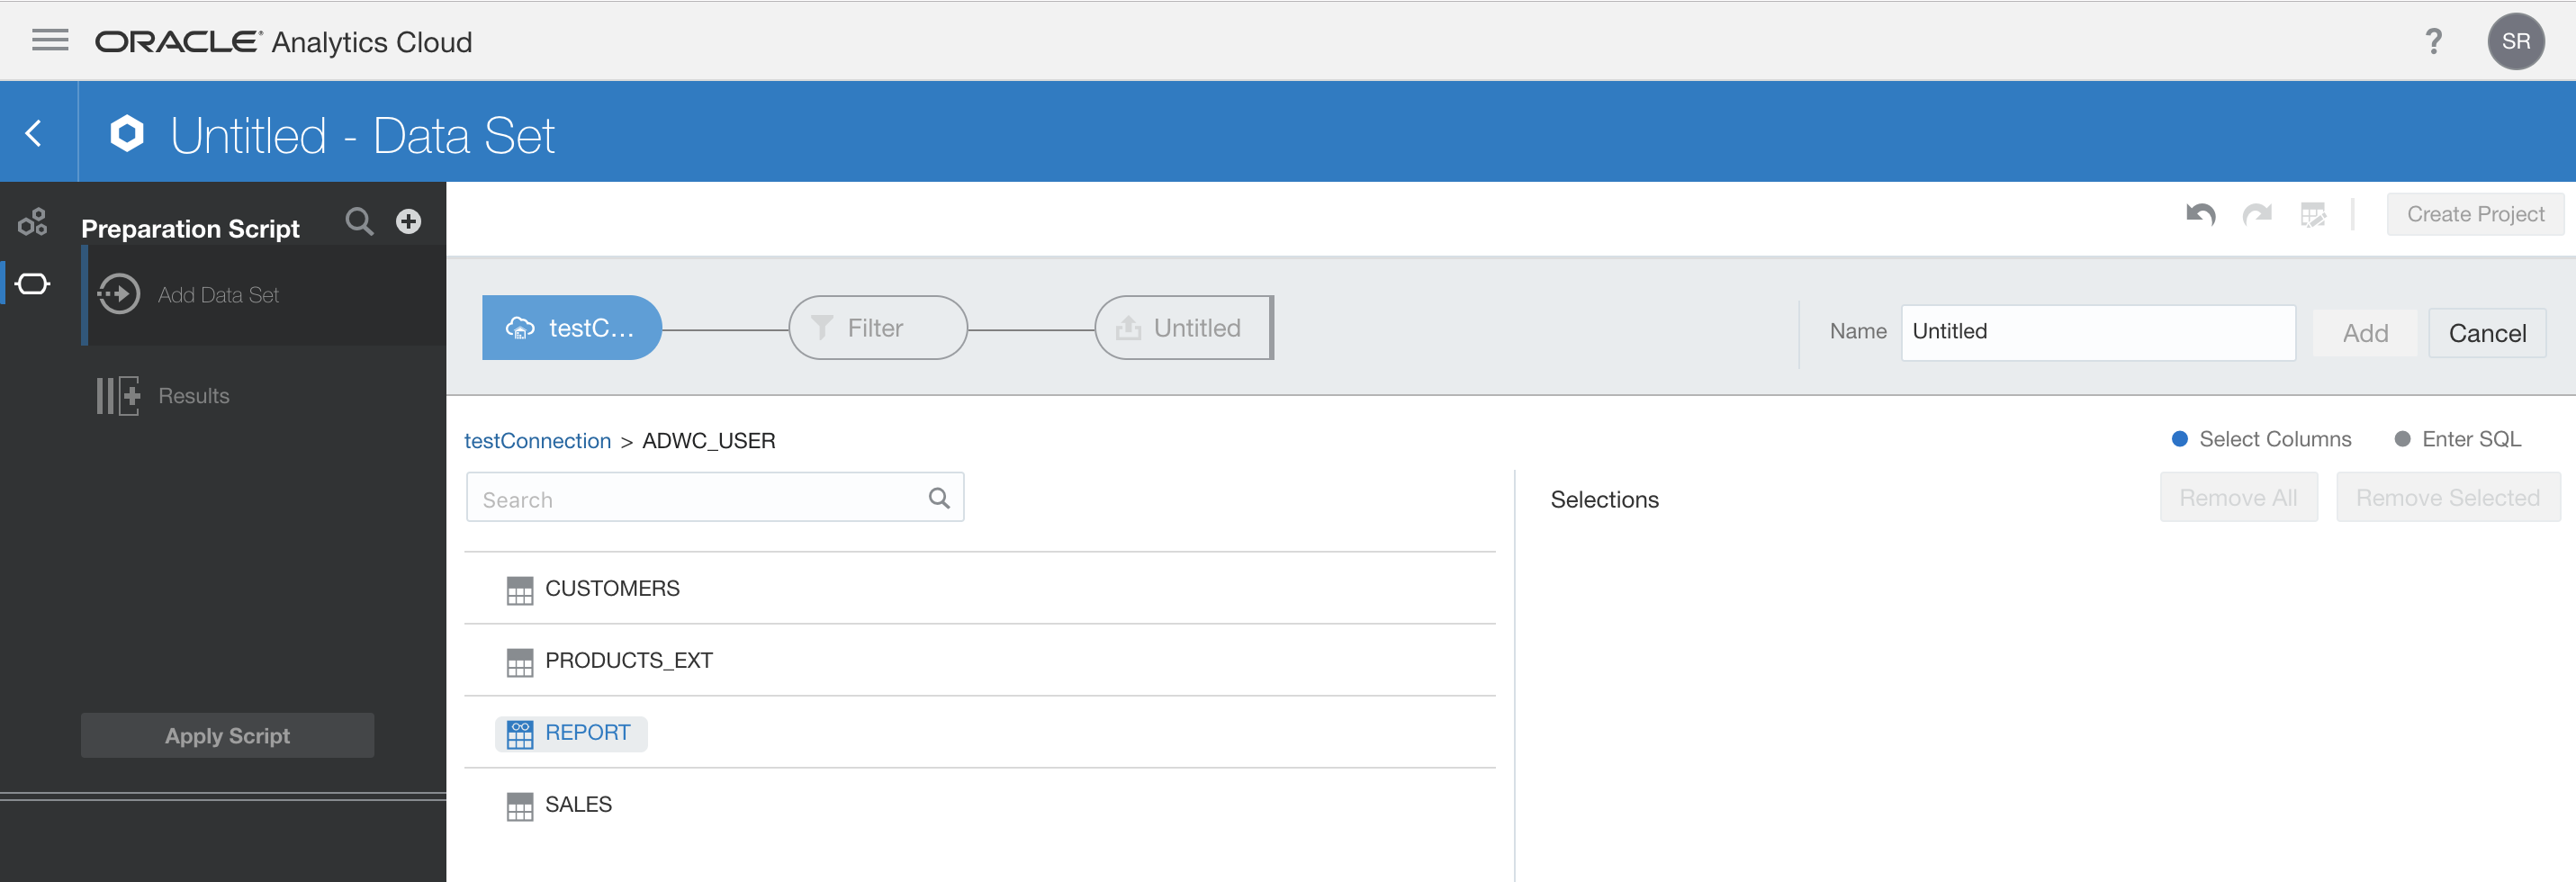 ORACLE® Analytics Cloud
? SR
Untitled - Data Set
Preparation Script
Create Project
Add Data Set
testC...
Filter
Untitled
Name Untitled Add Cancel
Results
testConnection > ADWC_USER
Select Columns Enter SQL
Search
Selections
Remove All Remove Selected
CUSTOMERS
PRODUCTS_EXT
REPORT
SALES
Apply Script